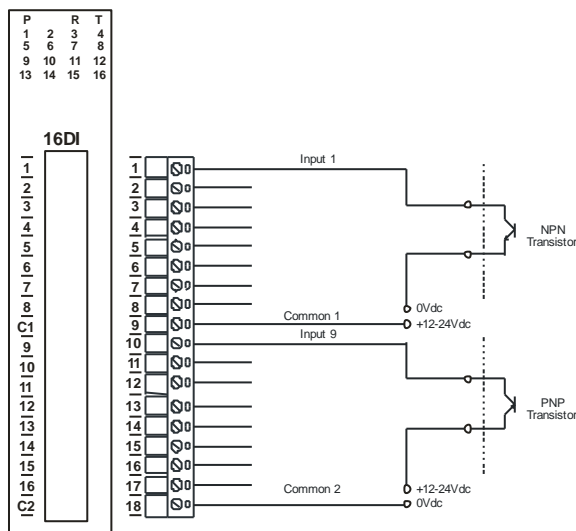 P R T
1 2 3 4
5 6 7 8
9 10 11 12
13 14 15 16
16DI
1
2
3
4
5
6
7
8
C1
9
10
11
12
13
14
15
16
C2
1
2
3
4
5
6
7
8
9
10
11
12
13
14
15
16
17
18
Input 1
NPN
Transistor
0Vdc
Common 1
+12-24Vdc
Input 9
PNP
Transistor
+12-24Vdc
Common 2
0Vdc